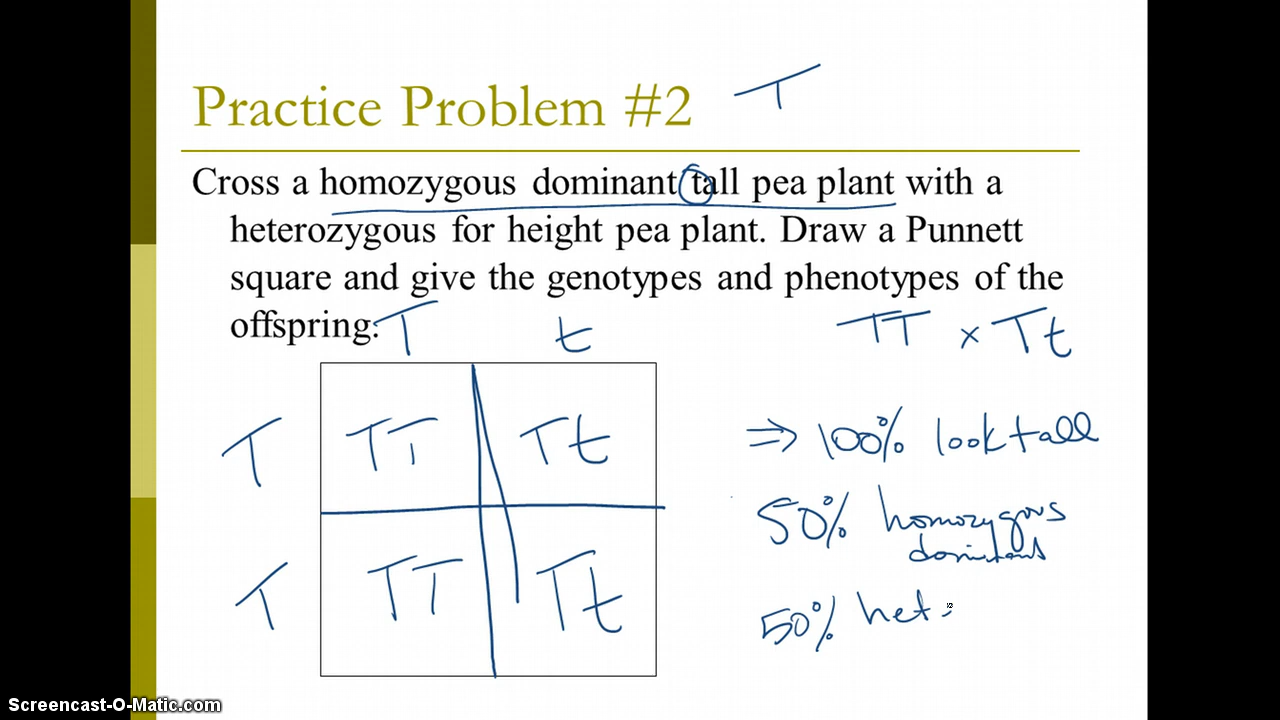 Practice Problem #2 T
Cross a homozygous dominant tall pea plant with a
heterozygous for height pea plant. Draw a Punnett
square and give the genotypes and phenotypes of the
offspring.
T t
TT x Tt
T TT Tt
⇒ 100% look tall
50% homozygous
dominant
T TT Tt
50% het
Screencast-O-Matic.com